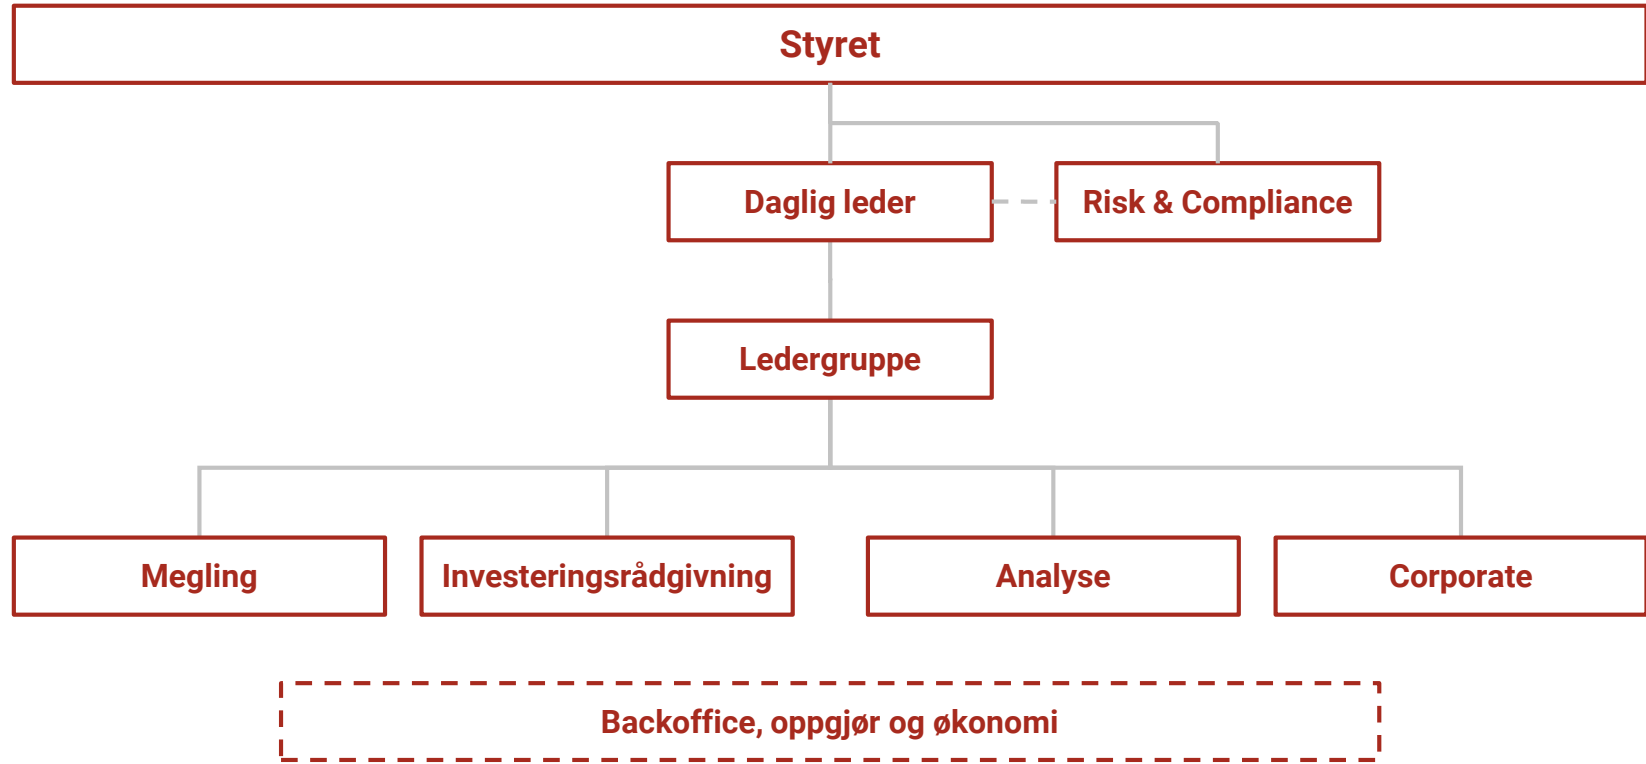 Styret
Daglig leder
Risk & Compliance
Ledergruppe
Megling
Investeringsrådgivning
Analyse
Corporate
Backoffice, oppgjør og økonomi